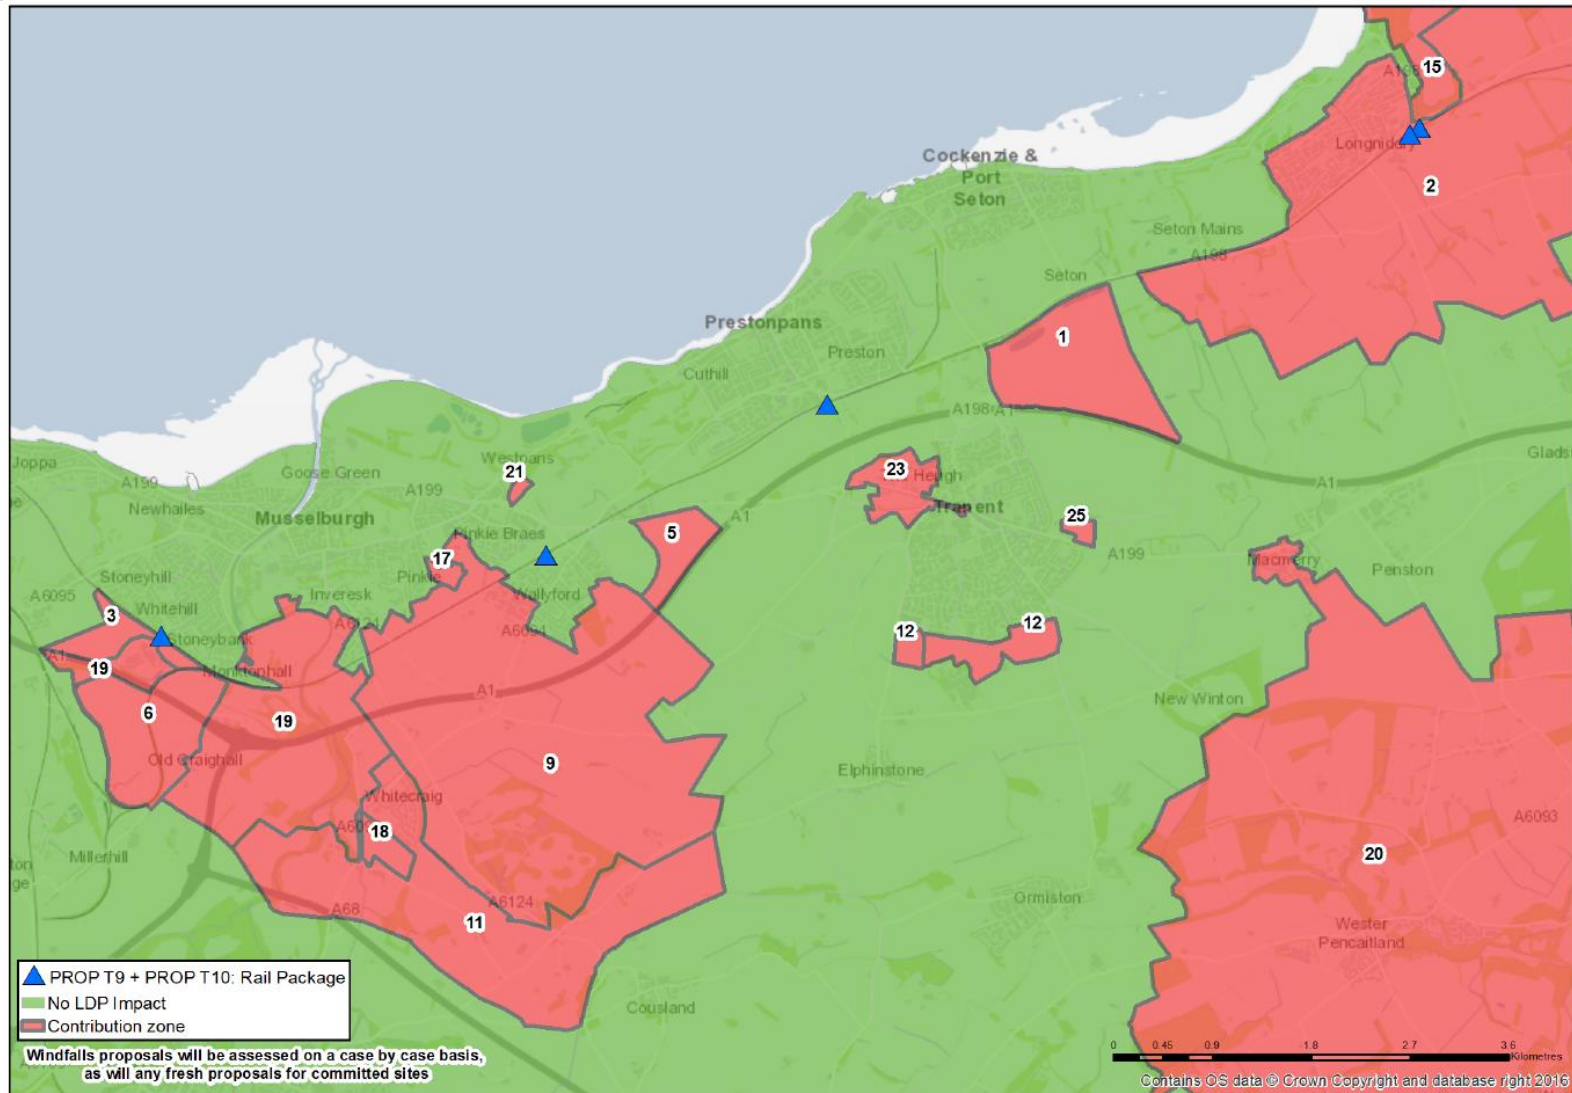 15
A198
Longniddry
2
Cockenzie &
Port
Seton
Seton Mains
A198
Seton
1
Prestonpans
Preston
Cuthill
A198
A1
Joppa
A199
Goose Green
Westpans
21
A199
Newhailes
Musselburgh
Pinkie Braes
5
A1
23
Tranent
25
A199
A1
Macmerry
Penston
17
Pinkie
Wallyford
Stoneyhill
A6095
Inveresk
A6124
3
Whitehill
Stoneybank
A6094
12
12
A1
19
Monktonhall
A1
6
19
New Winton
Old Craighall
9
Elphinstone
Whitecraig
18
A6093
Millerhill
20
A6124
A68
11
Ormiston
Wester
Pencaitland
Cousland
PROP T9 + PROP T10: Rail Package
No LDP Impact
Contribution zone
Windfalls proposals will be assessed on a case by case basis,
as will any fresh proposals for committed sites
0 0.45 0.9 1.8 2.7 3.6
Kilometres
Contains OS data © Crown Copyright and database right 2016